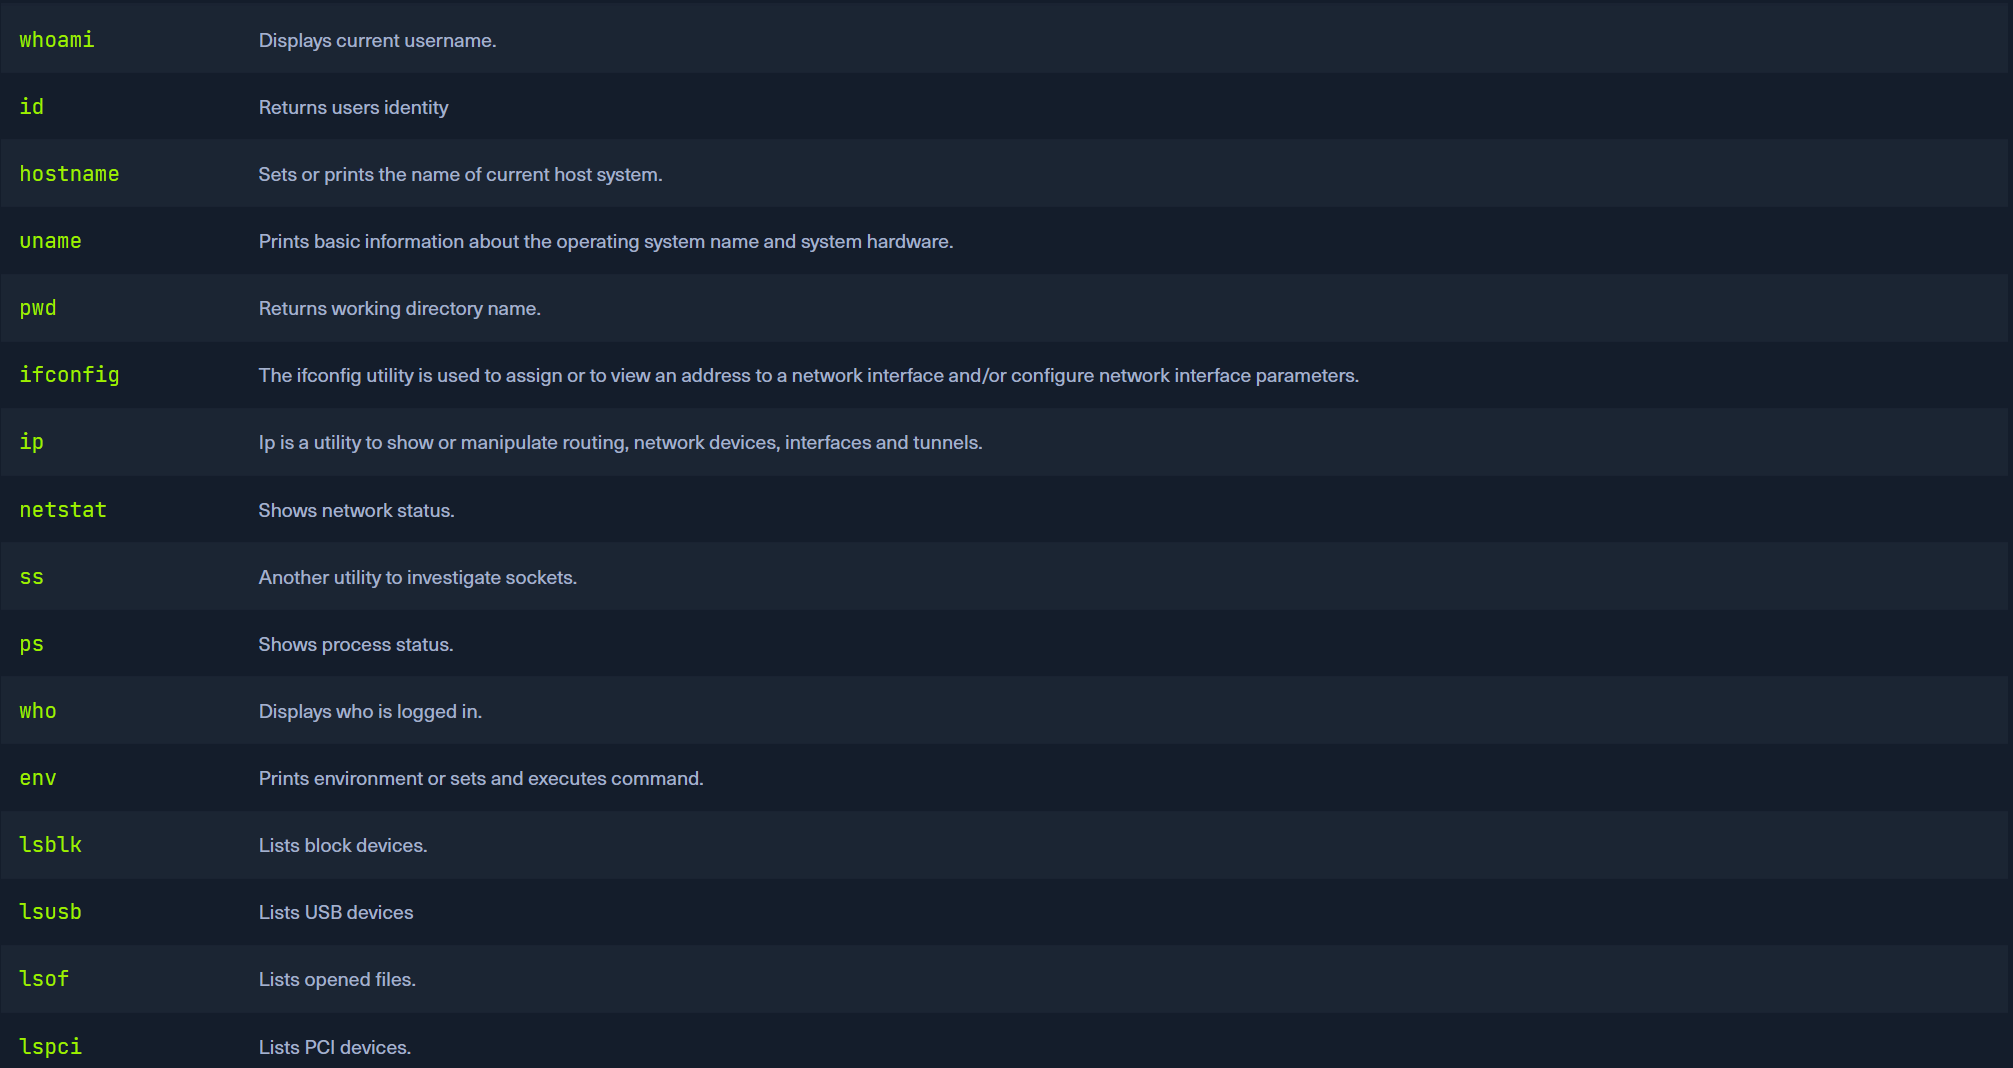 whoami Displays current username.
id Returns users identity
hostname Sets or prints the name of current host system.
uname Prints basic information about the operating system name and system hardware.
pwd Returns working directory name.
ifconfig The ifconfig utility is used to assign or to view an address to a network interface and/or configure network interface parameters.
ip Ip is a utility to show or manipulate routing, network devices, interfaces and tunnels.
netstat Shows network status.
ss Another utility to investigate sockets.
ps Shows process status.
who Displays who is logged in.
env Prints environment or sets and executes command.
lsblk Lists block devices.
lsusb Lists USB devices
lsof Lists opened files.
lspci Lists PCI devices.